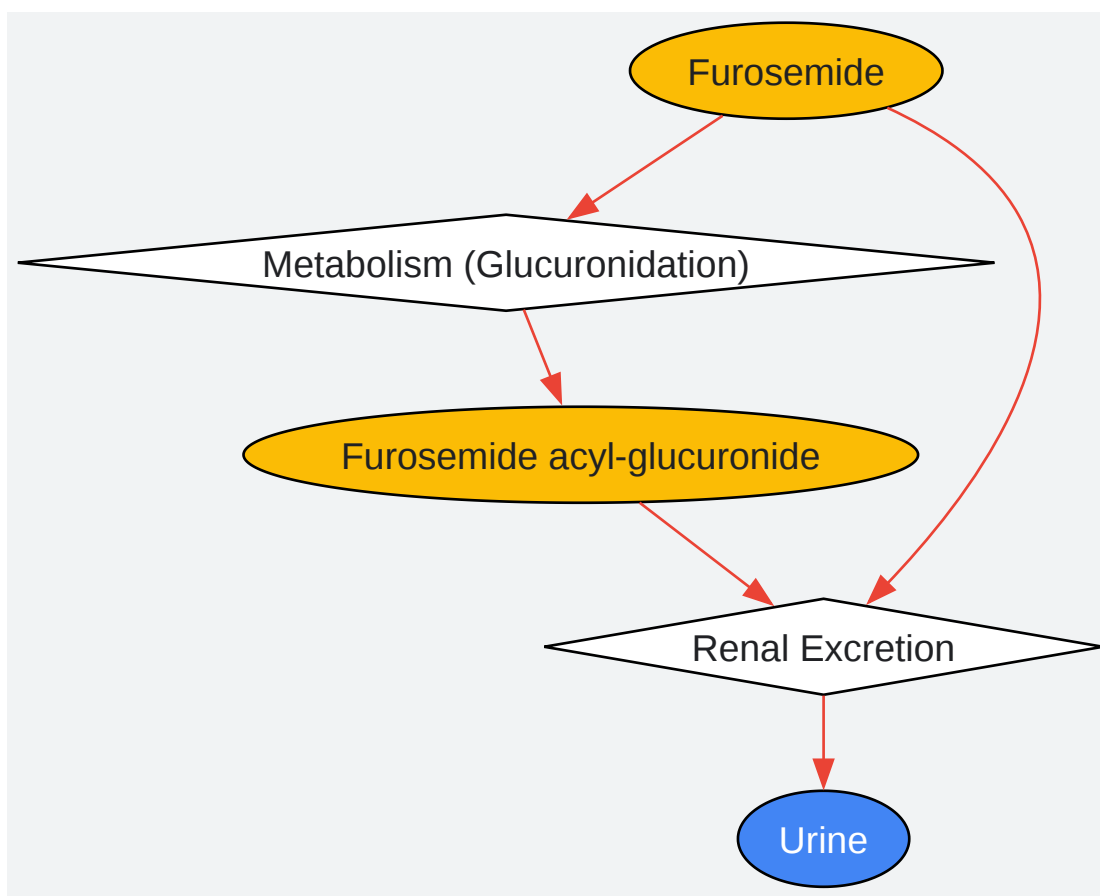 Furosemide
Metabolism (Glucuronidation)
Furosemide acyl-glucuronide
Renal Excretion
Urine